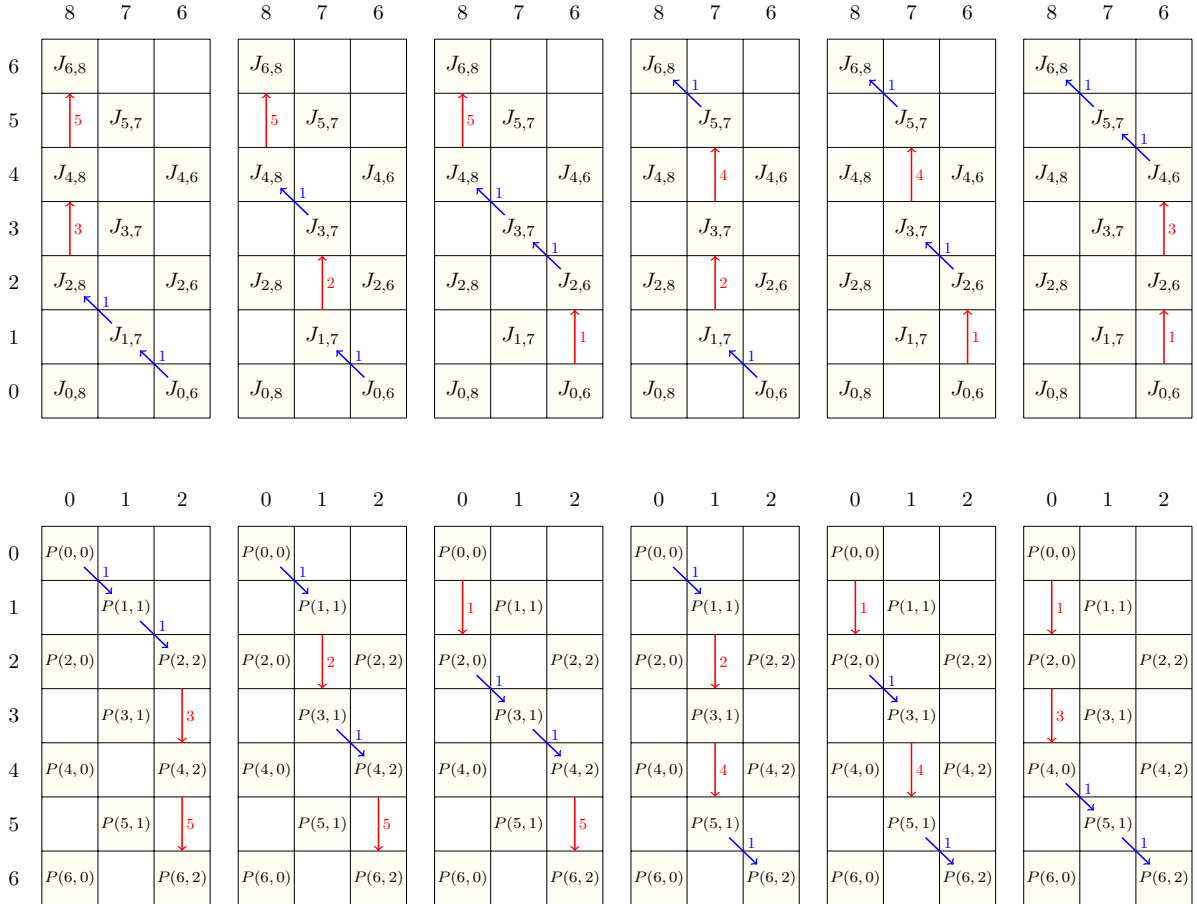 8 7 6 8 7 6 8 7 6 8 7 6 8 7 6 8 7 6
6 J6,8 J6,8 J6,8 J6,8 J6,8 J6,8
1 1 1
5 5 J5,7 5 J5,7 5 J5,7 J5,7 J5,7 J5,7
1
4 J4,8 J4,6 J4,8 J4,6 J4,8 J4,6 J4,8 4 J4,6 J4,8 4 J4,6 J4,8 J4,6
1 1
3 3 J3,7 J3,7 J3,7 J3,7 J3,7 J3,7 3
1 1
2 J2,8 J2,6 J2,8 2 J2,6 J2,8 J2,6 J2,8 2 J2,6 J2,8 J2,6 J2,8 J2,6
1
1 J1,7 J1,7 J1,7 1 J1,7 J1,7 1 J1,7 1
1 1 1
0 J0,8 J0,6 J0,8 J0,6 J0,8 J0,6 J0,8 J0,6 J0,8 J0,6 J0,8 J0,6
0 1 2 0 1 2 0 1 2 0 1 2 0 1 2 0 1 2
0 P(0,0) P(0,0) P(0,0) P(0,0) P(0,0) P(0,0)
1 1 1
1 P(1,1) P(1,1) 1 P(1,1) P(1,1) 1 P(1,1) 1 P(1,1)
1
2 P(2,0) P(2,2) P(2,0) 2 P(2,2) P(2,0) P(2,2) P(2,0) 2 P(2,2) P(2,0) P(2,2) P(2,0) P(2,2)
1 1
3 P(3,1) 3 P(3,1) P(3,1) P(3,1) P(3,1) 3 P(3,1)
1 1
4 P(4,0) P(4,2) P(4,0) P(4,2) P(4,0) P(4,2) P(4,0) 4 P(4,2) P(4,0) 4 P(4,2) P(4,0) P(4,2)
1
5 P(5,1) 5 P(5,1) 5 P(5,1) 5 P(5,1) P(5,1) P(5,1)
1 1 1
6 P(6,0) P(6,2) P(6,0) P(6,2) P(6,0) P(6,2) P(6,0) P(6,2) P(6,0) P(6,2) P(6,0) P(6,2)